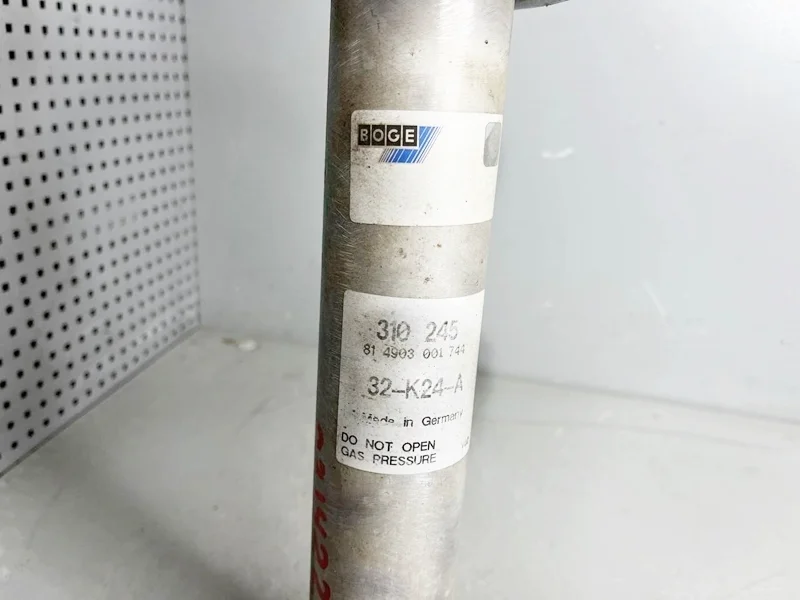 BOGE
310 245
81 4903 001 744
32-K24-A
Made in Germany
DO NOT OPEN
GAS PRESSURE